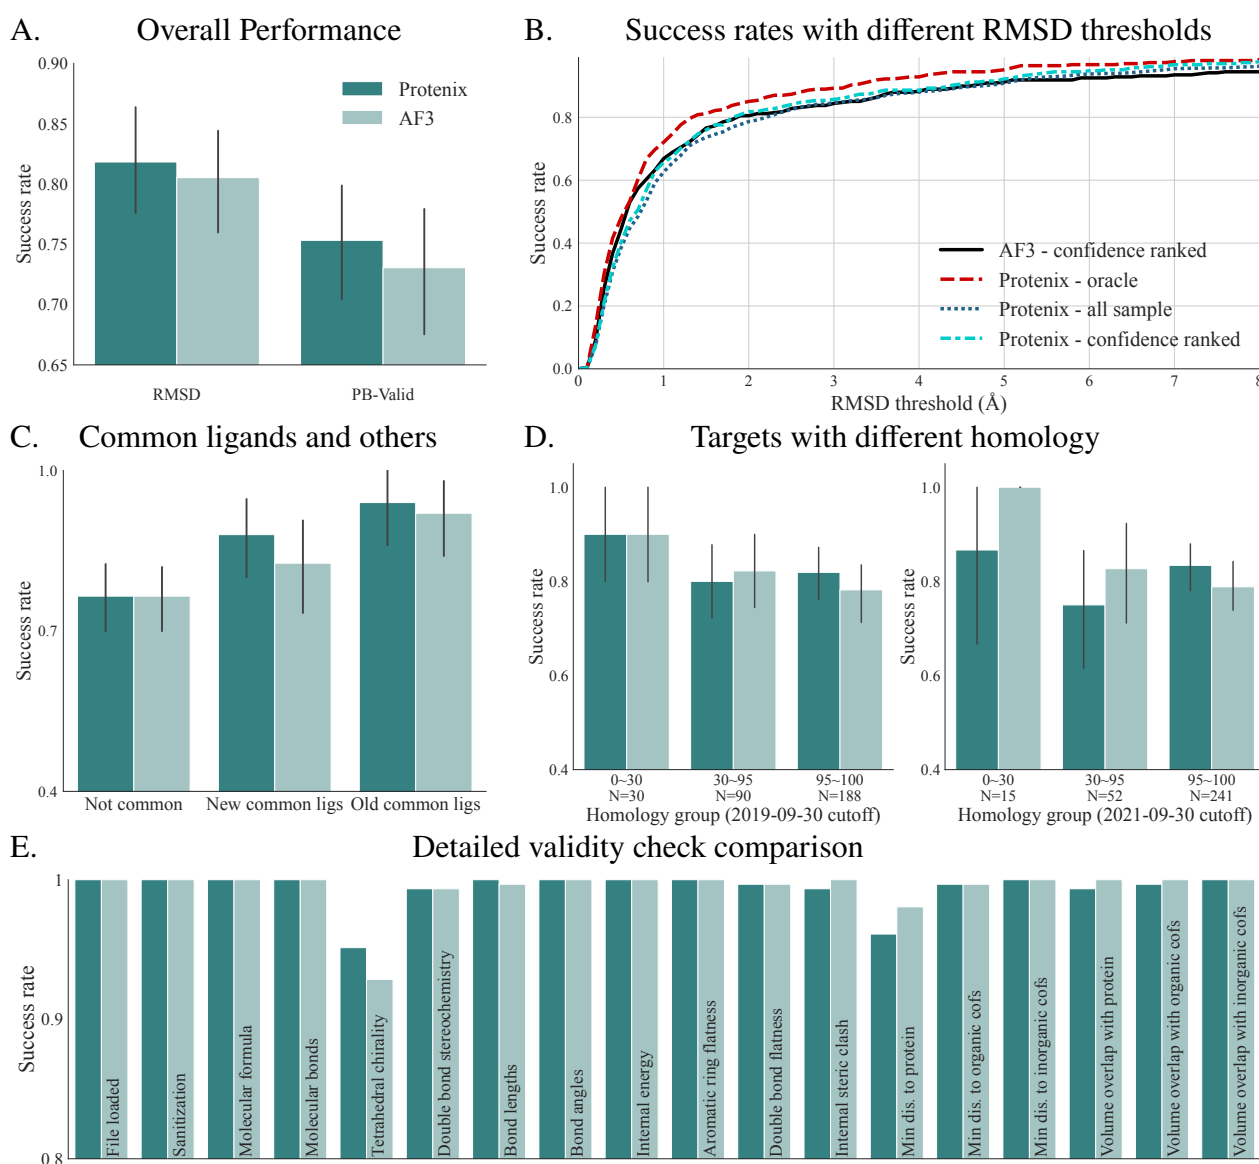 A. Overall Performance
0.90
0.85
0.80
0.75
0.70
0.65
Success rate
Protenix
AF3
RMSD PB-Valid
B. Success rates with different RMSD thresholds
0.8
0.6
0.4
0.2
0.0
Success rate
AF3 - confidence ranked
Protenix - oracle
Protenix - all sample
Protenix - confidence ranked
0 1 2 3 4 5 6 7 8
RMSD threshold (Å)
C. Common ligands and others
1.0
0.7
0.4
Success rate
Not common New common ligs Old common ligs
D. Targets with different homology
1.0
0.8
0.6
0.4
Success rate
0~30 30~95 95~100
N=30 N=90 N=188
Homology group (2019-09-30 cutoff)
1.0
0.8
0.6
0.4
Success rate
0~30 30~95 95~100
N=15 N=52 N=241
Homology group (2021-09-30 cutoff)
E. Detailed validity check comparison
1
0.9
0.8
Success rate
File loaded
Sanitization
Molecular formula
Molecular bonds
Tetrahedral chirality
Double bond stereochemistry
Bond lengths
Bond angles
Internal energy
Aromatic ring flatness
Double bond flatness
Internal steric clash
Min dis. to protein
Min dis. to organic cofs
Min dis. to inorganic cofs
Volume overlap with protein
Volume overlap with organic cofs
Volume overlap with inorganic cofs